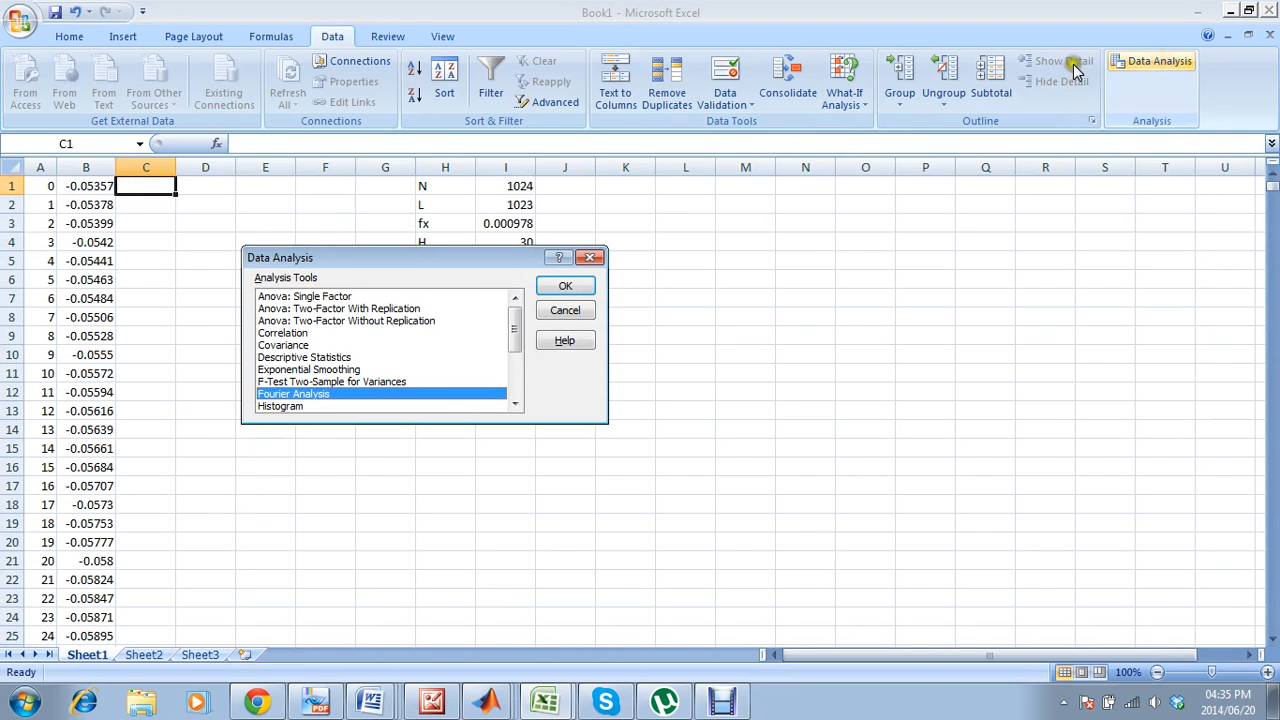 Book1 - Microsoft Excel
Home Insert Page Layout Formulas Data Review View
From Access
From Web
From Text
From Other Sources
Existing Connections
Get External Data
Refresh All
Connections
Properties
Edit Links
Connections
Sort
Filter
Clear
Reapply
Advanced
Sort & Filter
Text to Columns
Remove Duplicates
Data Validation
Consolidate
What-If Analysis
Data Tools
Group
Ungroup
Subtotal
Show Detail
Hide Detail
Outline
Data Analysis
Analysis
C1 fx
A B C D E F G H I J K L M N O P Q R S T U
1 0 -0.05357 N 1024
2 1 -0.05378 L 1023
3 2 -0.05399 fx 0.000978
4 3 -0.0542 H 30
5 4 -0.05441
6 5 -0.05463
7 6 -0.05484
8 7 -0.05506
9 8 -0.05528
10 9 -0.0555
11 10 -0.05572
12 11 -0.05594
13 12 -0.05616
14 13 -0.05639
15 14 -0.05661
16 15 -0.05684
17 16 -0.05707
18 17 -0.0573
19 18 -0.05753
20 19 -0.05777
21 20 -0.058
22 21 -0.05824
23 22 -0.05847
24 23 -0.05871
25 24 -0.05895
Data Analysis
Analysis Tools
Anova: Single Factor
Anova: Two-Factor With Replication
Anova: Two-Factor Without Replication
Correlation
Covariance
Descriptive Statistics
Exponential Smoothing
F-Test Two-Sample for Variances
Fourier Analysis
Histogram
OK
Cancel
Help
Sheet1 Sheet2 Sheet3
Ready
100%
PDF
04:35 PM
2014/06/20